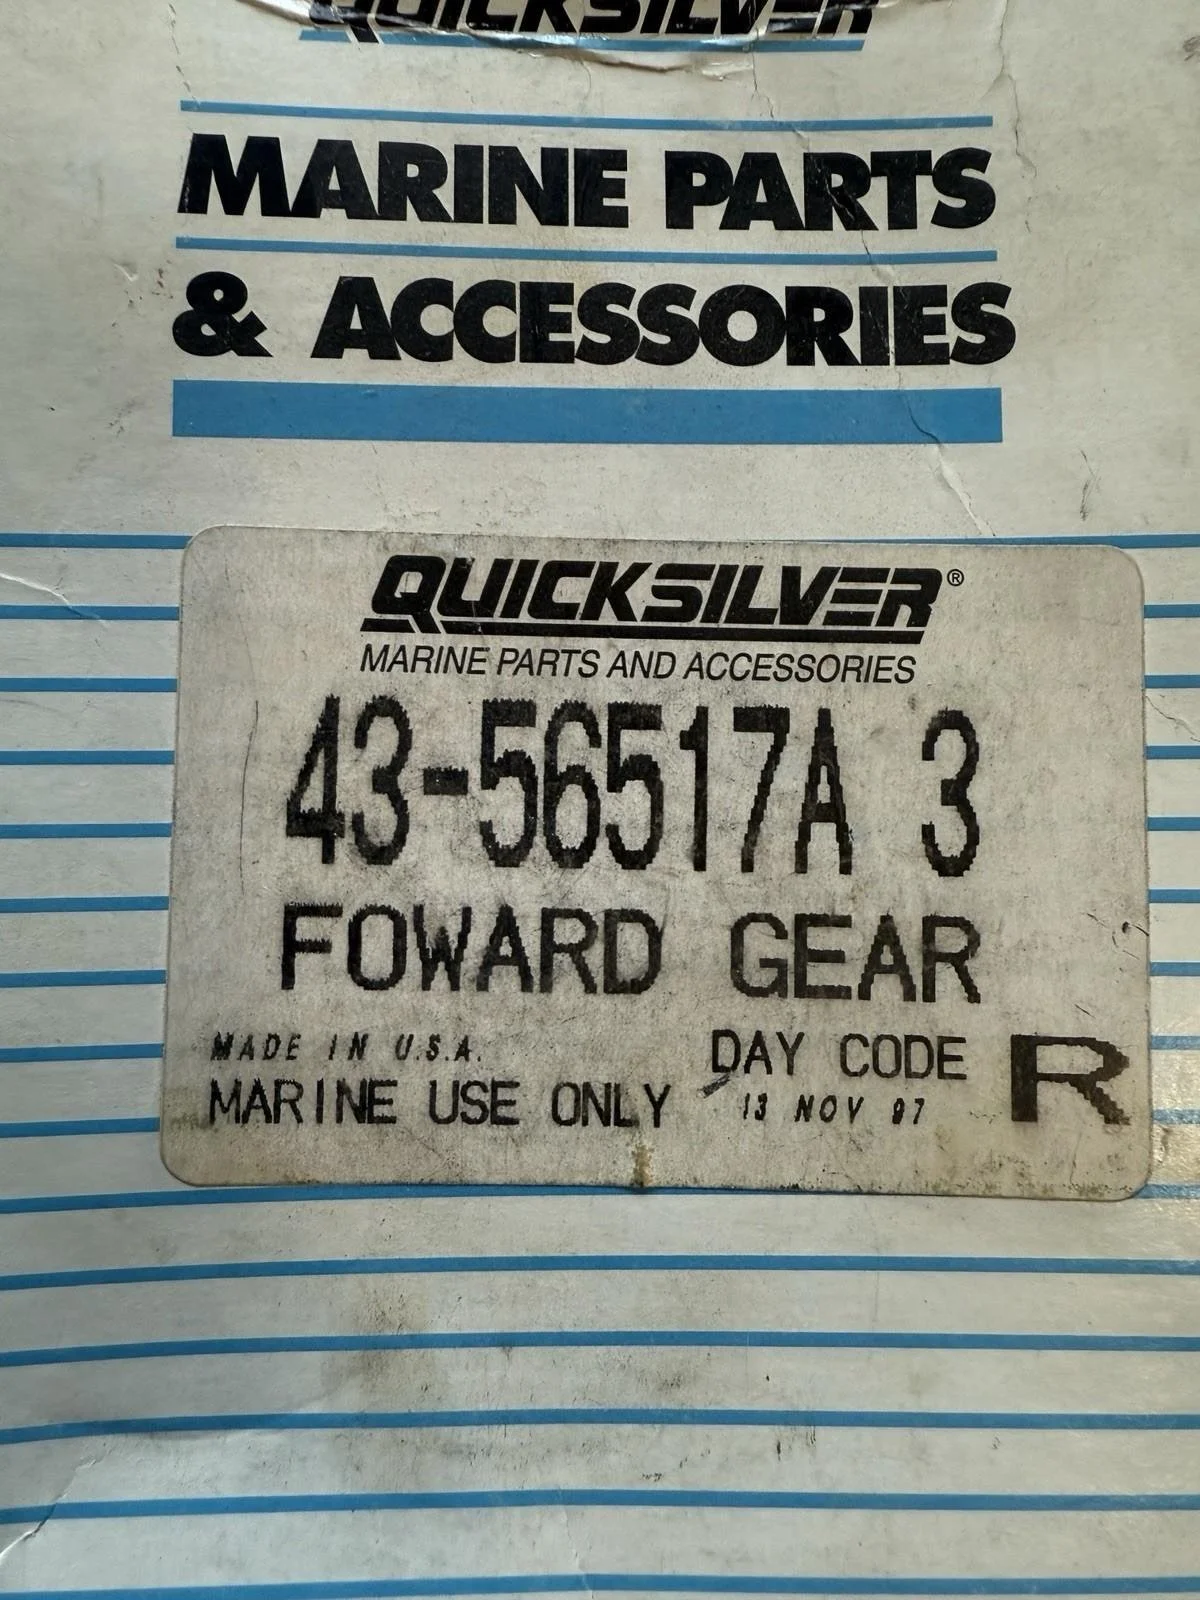 QUICKSILVER
MARINE PARTS
& ACCESSORIES
QUICKSILVER®
MARINE PARTS AND ACCESSORIES
43-56517A 3
FOWARD GEAR
MADE IN U.S.A.
DAY CODE R
MARINE USE ONLY
13 NOV 97